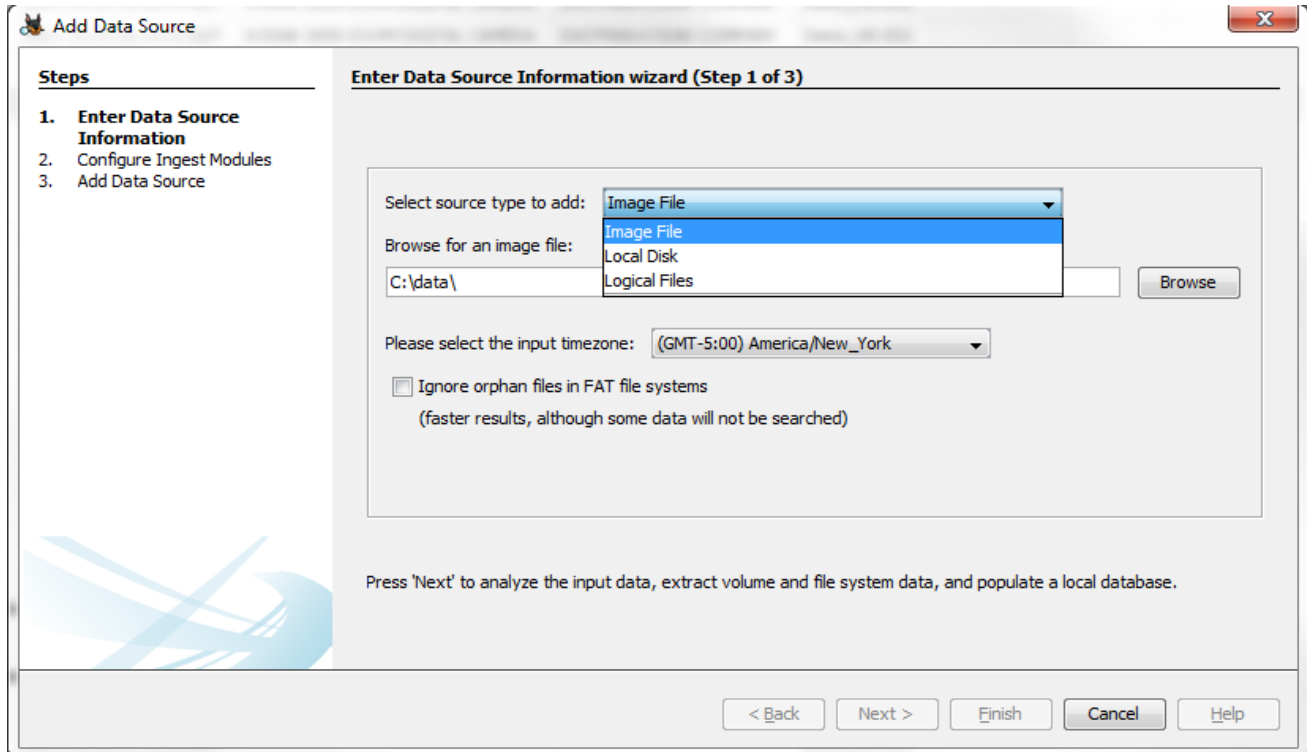 Add Data Source
Steps
1. Enter Data Source
Information
2. Configure Ingest Modules
3. Add Data Source
Enter Data Source Information wizard (Step 1 of 3)
Select source type to add: Image File
Image File
Local Disk
Logical Files
Browse for an image file:
C:\data\
Browse
Please select the input timezone: (GMT-5:00) America/New_York
Ignore orphan files in FAT file systems
(faster results, although some data will not be searched)
Press 'Next' to analyze the input data, extract volume and file system data, and populate a local database.
< Back Next > Finish Cancel Help